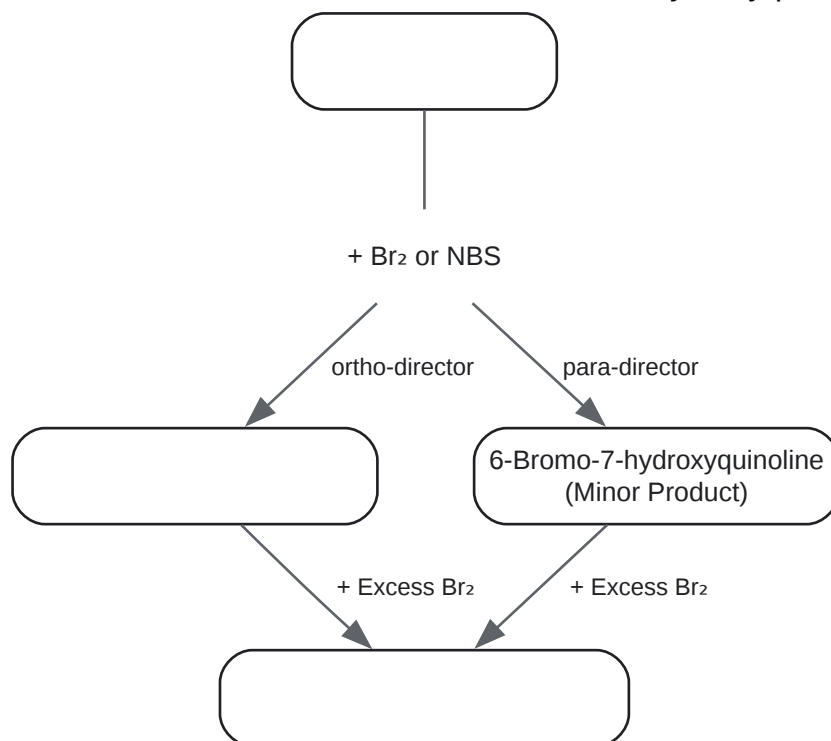 + Br₂ or NBS
ortho-director
para-director
6-Bromo-7-hydroxyquinoline
(Minor Product)
+ Excess Br₂
+ Excess Br₂